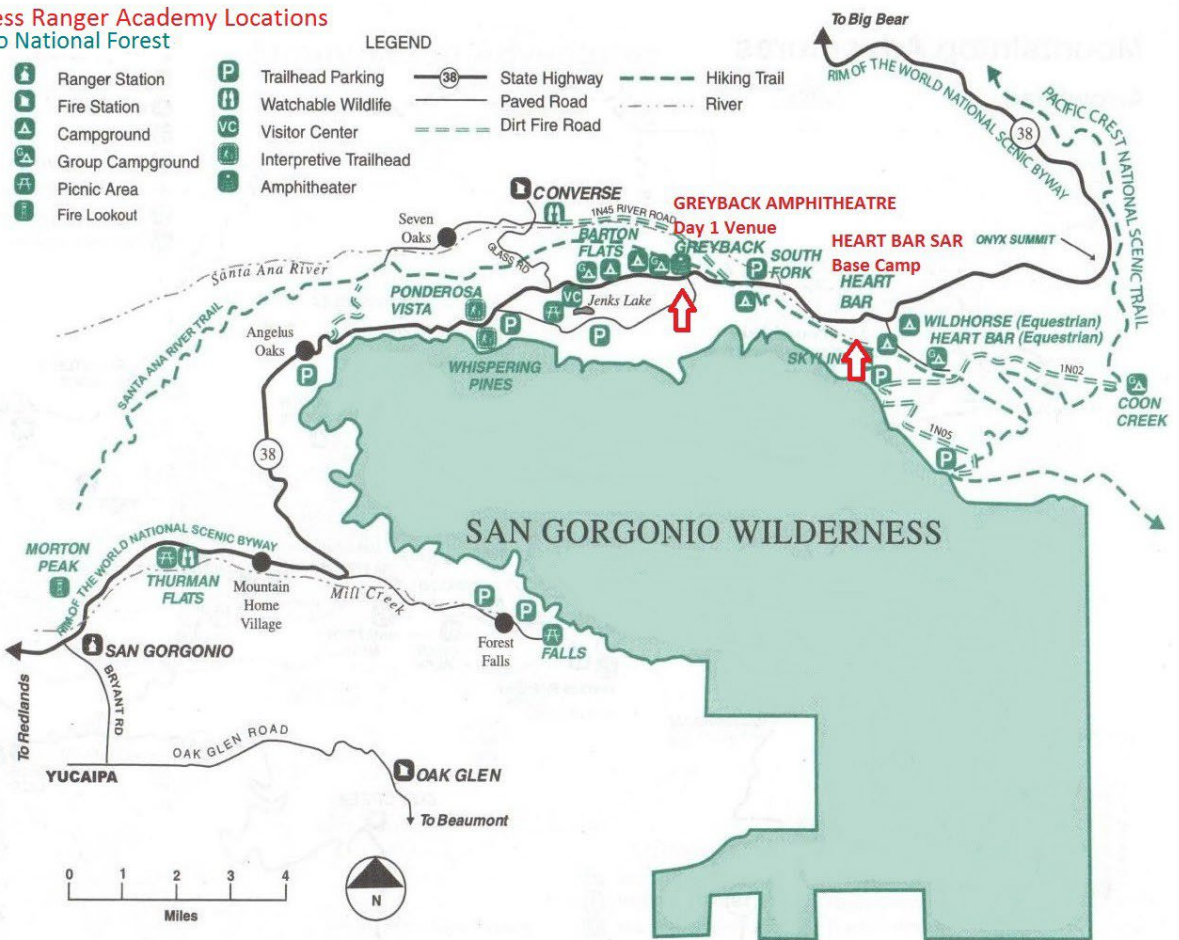 ess Ranger Academy Locations
o National Forest
LEGEND
Ranger Station
Fire Station
Campground
Group Campground
Picnic Area
Fire Lookout
P Trailhead Parking
Watchable Wildlife
VC Visitor Center
Interpretive Trailhead
Amphitheater
38 State Highway
Paved Road
Dirt Fire Road
Hiking Trail
River
To Big Bear
RIM OF THE WORLD NATIONAL SCENIC BYWAY
38
PACIFIC CREST NATIONAL SCENIC TRAIL
ONYX SUMMIT
CONVERSE
Seven
Oaks
1N45 RIVER ROAD
GREYBACK AMPHITHEATRE
Day 1 Venue
HEART BAR SAR
Base Camp
Santa Ana River
GLASS RD
BARTON
FLATS
GREYBACK
SOUTH
FORK
HEART
BAR
PONDEROSA
VISTA
VC
Jenks Lake
Angelus
Oaks
WHISPERING
PINES
SKYLIN
WILDHORSE (Equestrian)
HEART BAR (Equestrian)
1N02
COON
CREEK
1N05
SANTA ANA RIVER TRAIL
38
P
P
P
P
P
P
P
P
SAN GORGONIO WILDERNESS
MORTON
PEAK
RIM OF THE WORLD NATIONAL SCENIC BYWAY
THURMAN
FLATS
Mountain
Home
Village
Mill Creek
Forest
Falls
FALLS
SAN GORGONIO
To Redlands
BRYANT RD
YUCAIPA
OAK GLEN ROAD
OAK GLEN
To Beaumont
0 1 2 3 4
Miles
N